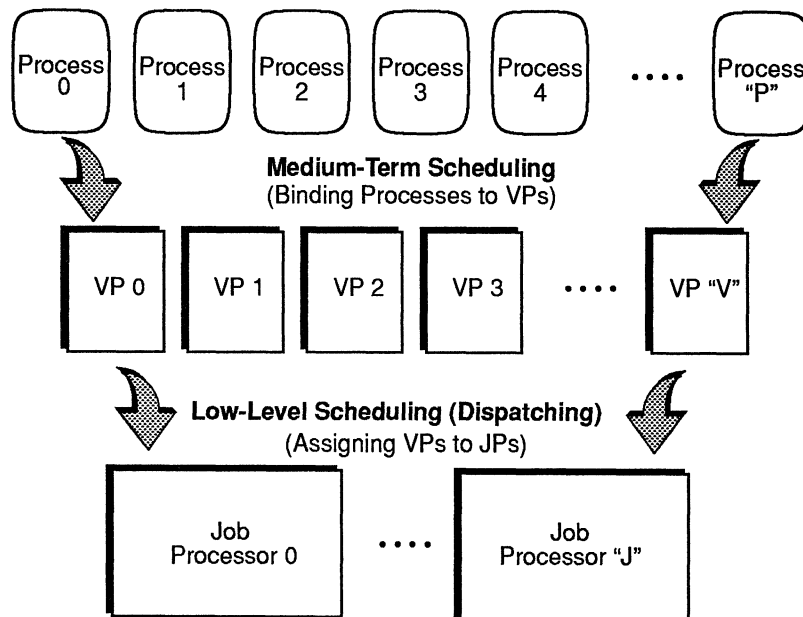 Process 0
Process 1
Process 2
Process 3
Process 4
....
Process “P”
Medium-Term Scheduling
(Binding Processes to VPs)
VP 0
VP 1
VP 2
VP 3
....
VP “V”
Low-Level Scheduling (Dispatching)
(Assigning VPs to JPs)
Job
Processor 0
....
Job
Processor “J”